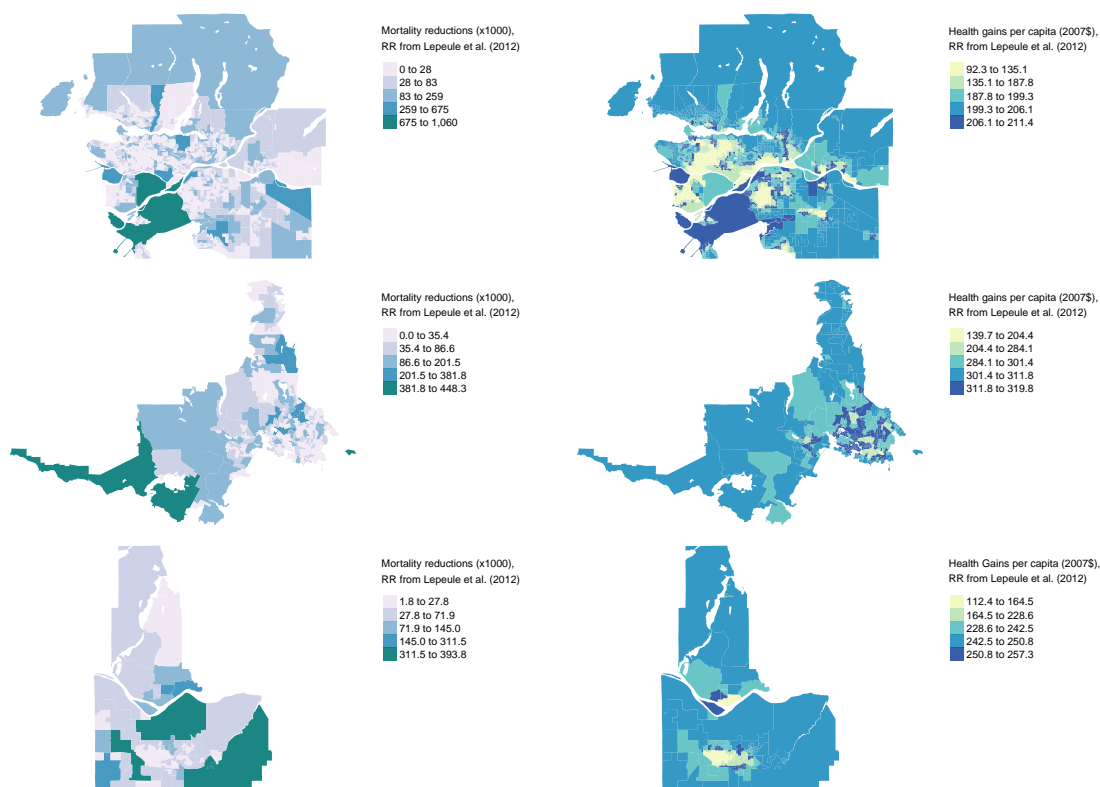 Mortality reductions (x1000),
RR from Lepeule et al. (2012)
0 to 28
28 to 83
83 to 259
259 to 675
675 to 1,060
Health gains per capita (2007$),
RR from Lepeule et al. (2012)
92.3 to 135.1
135.1 to 187.8
187.8 to 199.3
199.3 to 206.1
206.1 to 211.4
Mortality reductions (x1000),
RR from Lepeule et al. (2012)
0.0 to 35.4
35.4 to 86.6
86.6 to 201.5
201.5 to 381.8
381.8 to 448.3
Health gains per capita (2007$),
RR from Lepeule et al. (2012)
139.7 to 204.4
204.4 to 284.1
284.1 to 301.4
301.4 to 311.8
311.8 to 319.8
Mortality reductions (x1000),
RR from Lepeule et al. (2012)
1.8 to 27.8
27.8 to 71.9
71.9 to 145.0
145.0 to 311.5
311.5 to 393.8
Health Gains per capita (2007$),
RR from Lepeule et al. (2012)
112.4 to 164.5
164.5 to 228.6
228.6 to 242.5
242.5 to 250.8
250.8 to 257.3